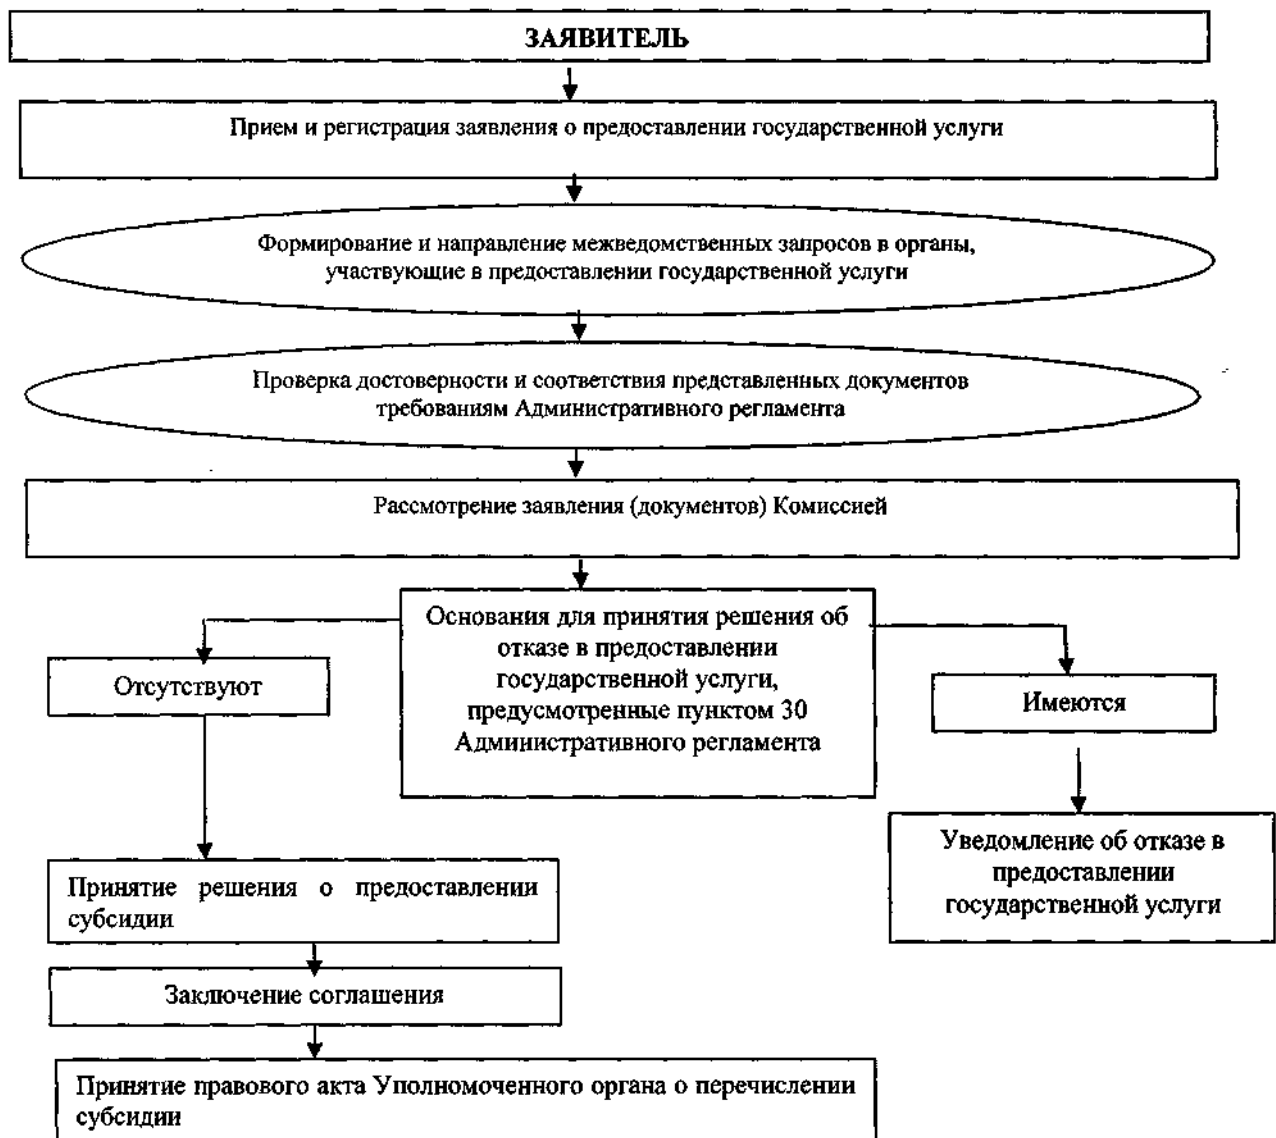 ЗАЯВИТЕЛЬ
Прием и регистрация заявления о предоставлении государственной услуги
Формирование и направление межведомственных запросов в органы,
участвующие в предоставлении государственной услуги
Проверка достоверности и соответствия представленных документов
требованиям Административного регламента
Рассмотрение заявления (документов) Комиссией
Основания для принятия решения об
отказе в предоставлении
государственной услуги,
предусмотренные пунктом 30
Административного регламента
Отсутствуют
Имеются
Уведомление об отказе в
предоставлении
государственной услуги
Принятие решения о предоставлении
субсидии
Заключение соглашения
Принятие правового акта Уполномоченного органа о перечислении
субсидии